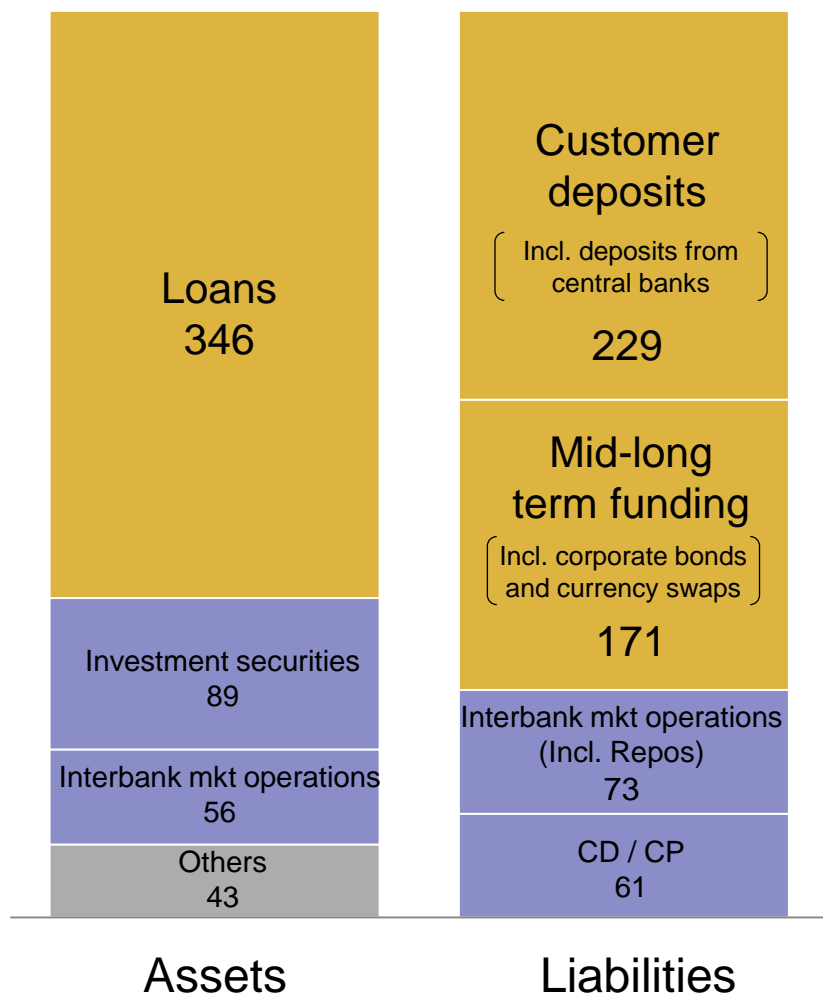 Loans
346
Investment securities
89
Interbank mkt operations
56
Others
43
Assets
Customer
deposits
Incl. deposits from
central banks
229
Mid-long
term funding
Incl. corporate bonds
and currency swaps
171
Interbank mkt operations
(Incl. Repos)
73
CD / CP
61
Liabilities